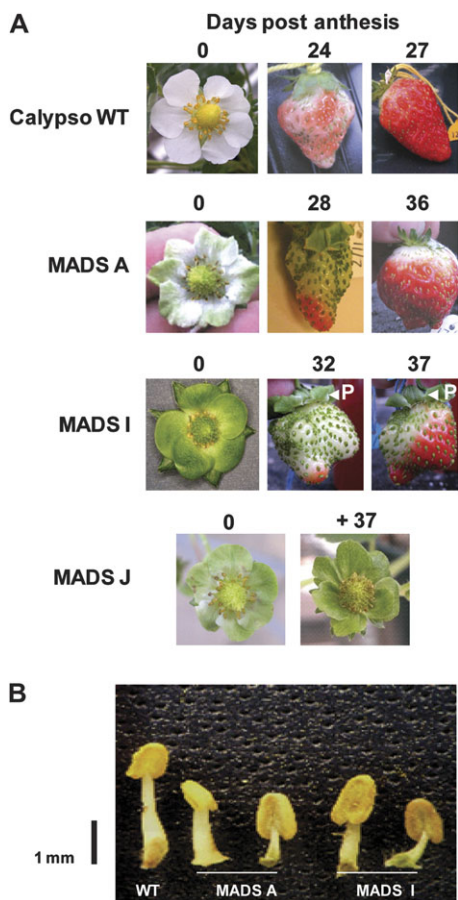 A
Days post anthesis
0 24 27
Calypso WT
0 28 36
MADS A
0 32 37
P P
MADS I
0 + 37
MADS J
B
1 mm
WT MADS A MADS I